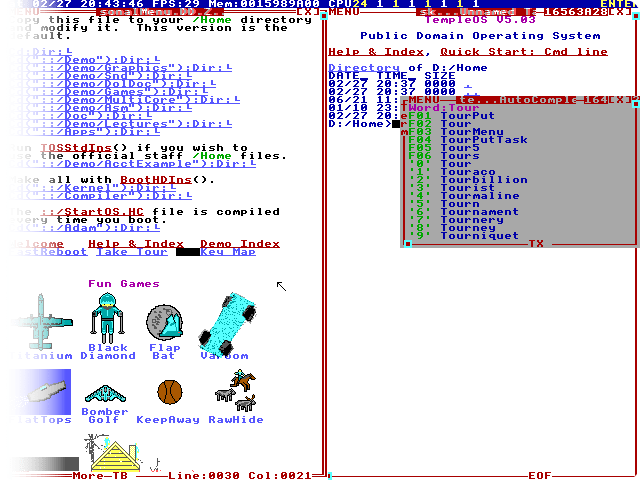 02/27 20:43:46 FPS:29 Mem:0015989A00 CPU24 1 1 1 1 1 1 1
MENU
[X]
opy this file to your /Home directory
nd modify it.  This version is the
efault.
::/":Dir:
"::/Demo"):Dir:
"::/Demo/Graphics"):Dir:
"::/Demo/Snd"):Dir:
"::/Demo/DolDoc"):Dir:
"::/Demo/Games"):Dir:
"::/Demo/MultiCore"):Dir:
"::/Demo/Asm"):Dir:
"::/Doc"):Dir:
"::/Demo/Lectures"):Dir:
"::/Apps"):Dir:
un TOSStdIns() if you wish to
e the official staff /Home files.
"::/Demo/AcctExample"):Dir:
ake all with BootHDIns().
"::/Kernel"):Dir:
"::/Compiler"):Dir:
he ::/StartOS.HC file is compiled
very time you boot.
"::/Adam"):Dir:
elcome Help & Index Demo Index
astReboot Take Tour Key Map
Fun Games
itanium Black Diamond Flap Bat Varoom
latTops Bomber Golf KeepAway RawHide
More TB Line:0030 Col:0021
MENU
16563A28[X]
TempleOS V5.03
Public Domain Operating System
Help & Index, Quick Start: Cmd line
Directory of D:/Home
DATE_ TIME_ SIZE
02/27 20:37 0000 .
02/27 20:37 0000 ..
06/21 11:
01/10 23:
02/27 20:
D:/Home>
MENU te...AutoComple 164[X]
Word:Tour
F01 TourPut
F02 Tour
F03 TourMenu
F04 TourPutTask
F05 Tour5
F06 Tours
'0' Tour
'1' Touraco
'2' Tourbillion
'3' Tourist
'4' Tourmaline
'5' Tourn
'6' Tournament
'7' Tournery
'8' Tourney
'9' Tourniquet
TX
EOF